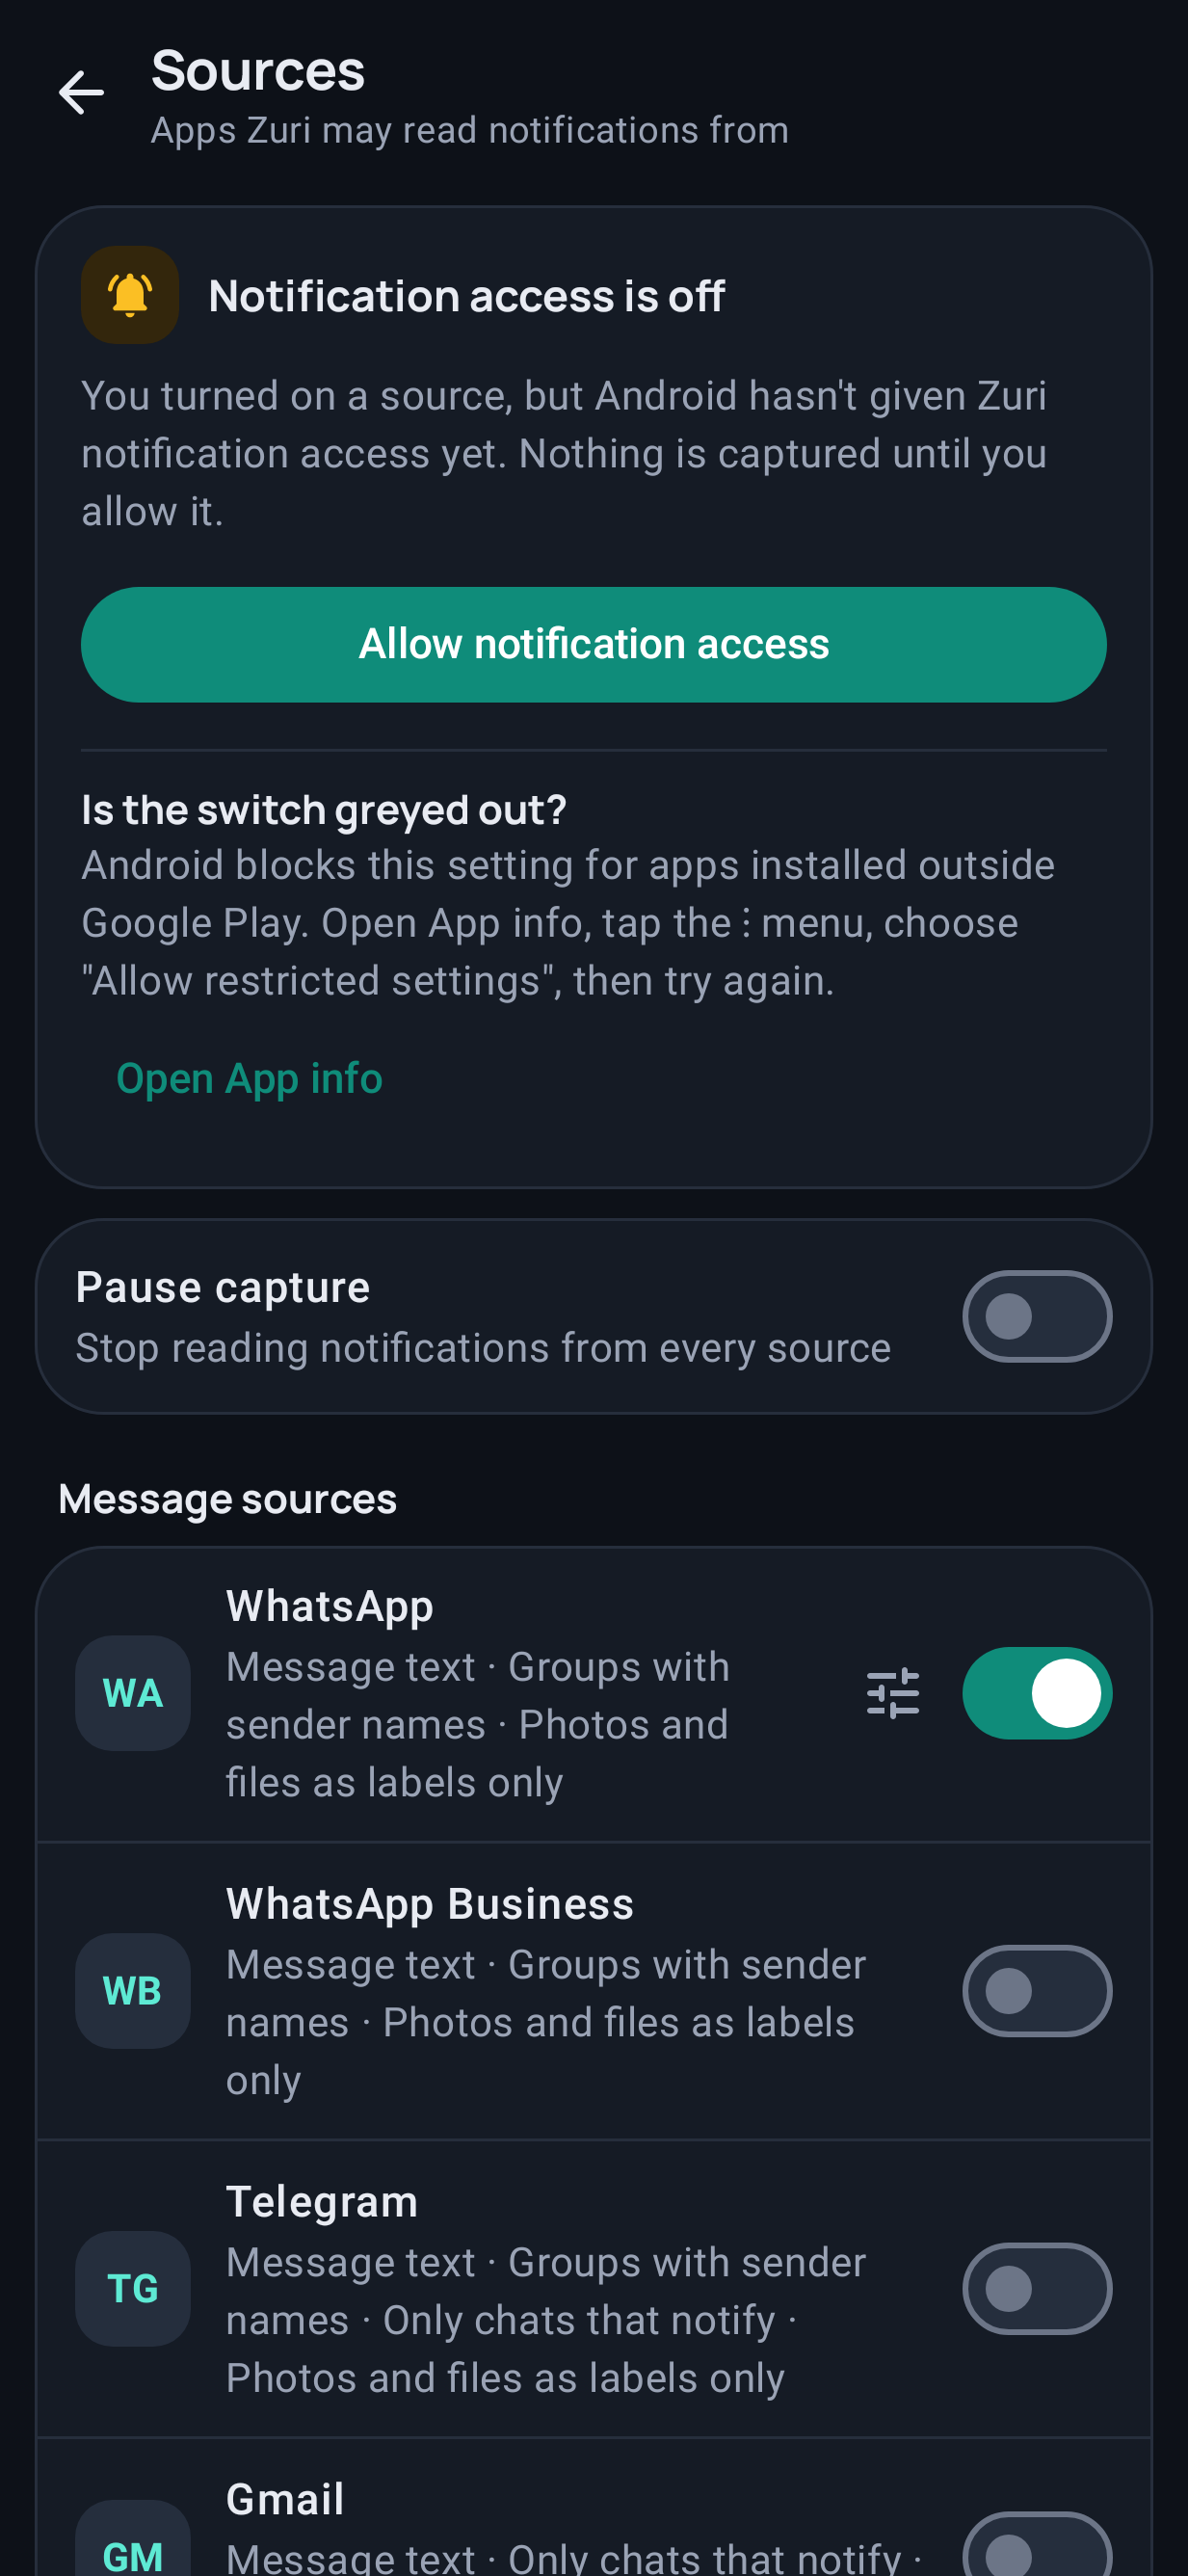 Sources
Apps Zuri may read notifications from
Notification access is off
You turned on a source, but Android hasn't given Zuri
notification access yet. Nothing is captured until you
allow it.
Allow notification access
Is the switch greyed out?
Android blocks this setting for apps installed outside
Google Play. Open App info, tap the ⋮ menu, choose
"Allow restricted settings", then try again.
Open App info
Pause capture
Stop reading notifications from every source
Message sources
WA
WhatsApp
Message text · Groups with
sender names · Photos and
files as labels only
WB
WhatsApp Business
Message text · Groups with sender
names · Photos and files as labels
only
TG
Telegram
Message text · Groups with sender
names · Only chats that notify ·
Photos and files as labels only
GM
Gmail
Message text · Only chats that notify ·